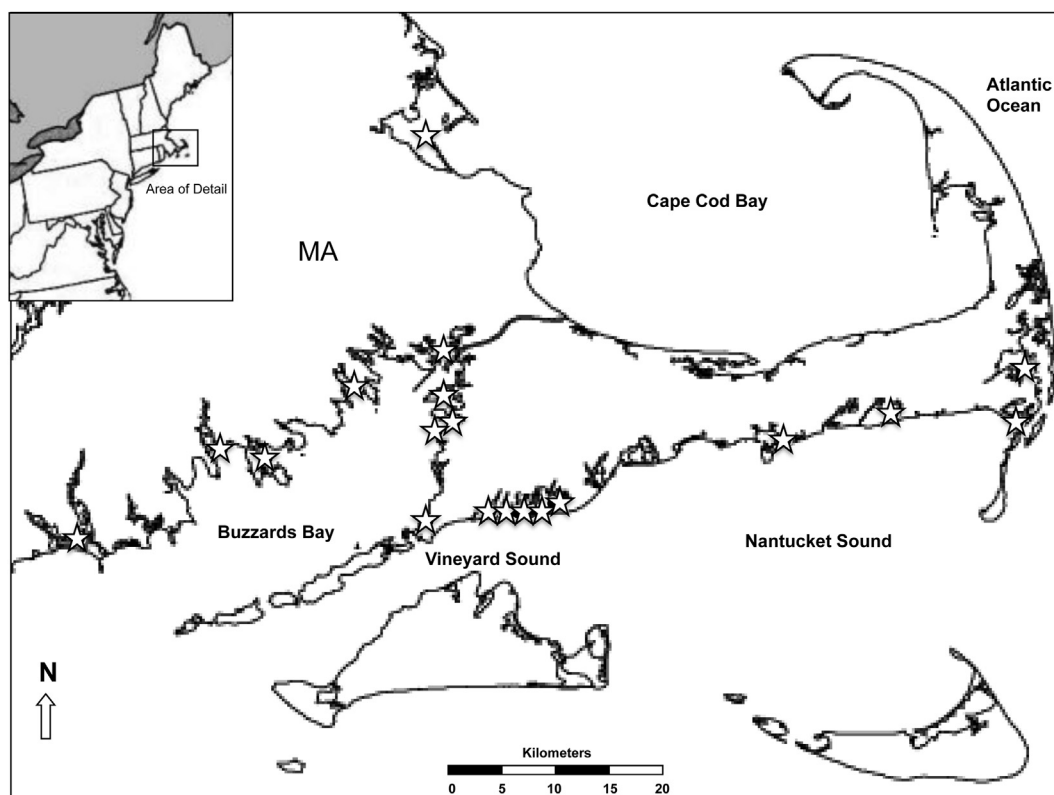 Atlantic
Ocean
Area of Detail
Cape Cod Bay
MA
Buzzards Bay
Vineyard Sound
Nantucket Sound
N
Kilometers
0 5 10 15 20